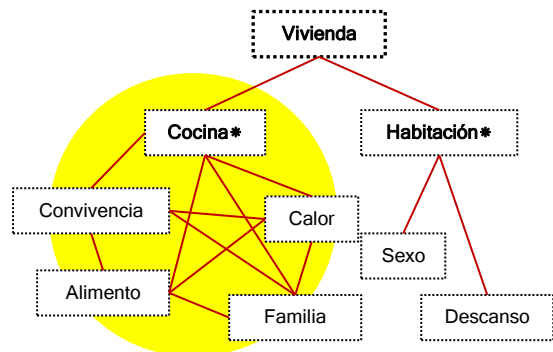 Vivienda
Cocina*
Habitación*
Convivencia
Calor
Sexo
Alimento
Familia
Descanso